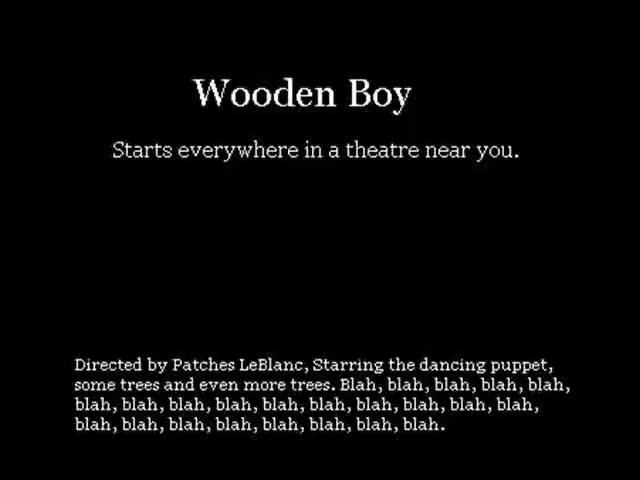 Wooden Boy
Starts everywhere in a theatre near you.
Directed by Patches LeBlanc, Starring the dancing puppet,
some trees and even more trees. Blah, blah, blah, blah, blah,
blah, blah, blah, blah, blah, blah, blah, blah, blah, blah,
blah, blah, blah, blah, blah, blah, blah, blah.